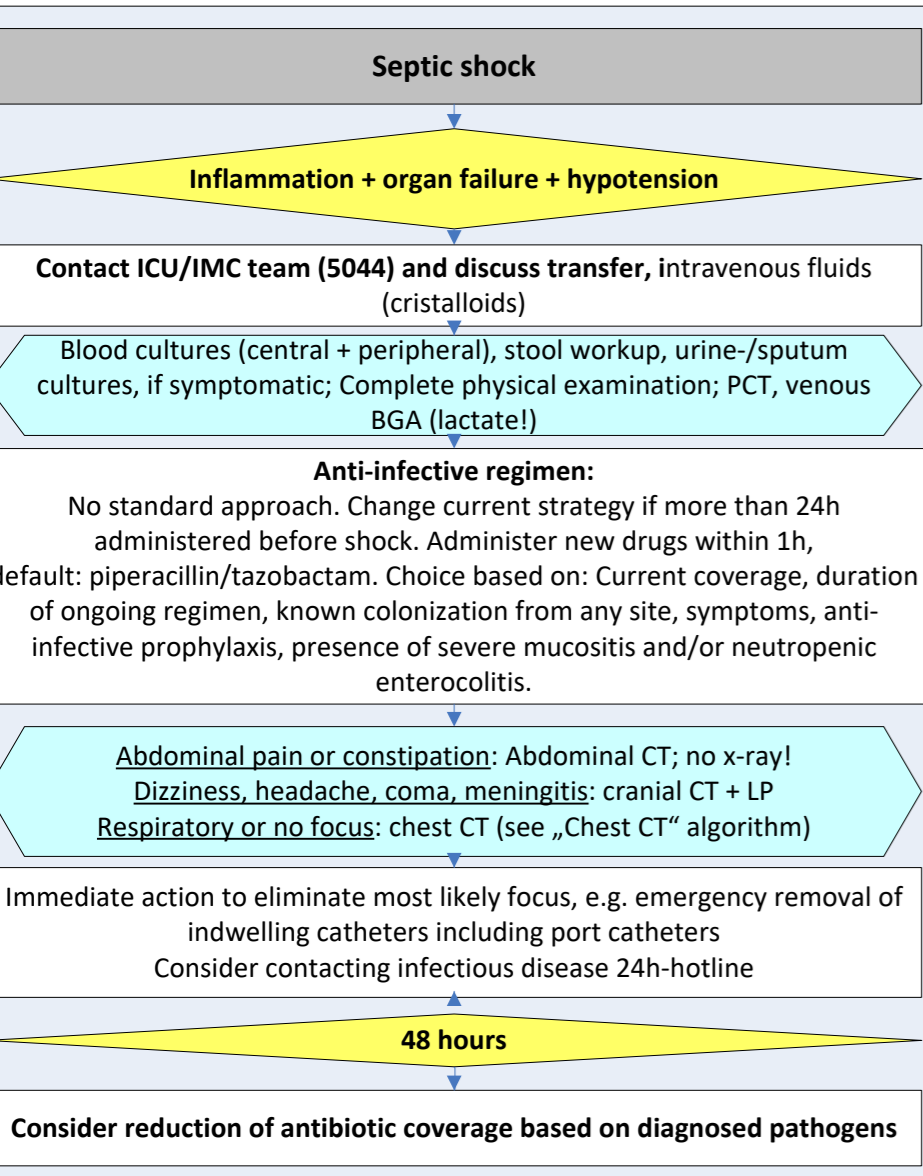 Septic shock
Inflammation + organ failure + hypotension
Contact ICU/IMC team (5044) and discuss transfer, intravenous fluids
(cristalloids)
Blood cultures (central + peripheral), stool workup, urine-/sputum
cultures, if symptomatic; Complete physical examination; PCT, venous
BGA (lactate!)
Anti-infective regimen:
No standard approach. Change current strategy if more than 24h
administered before shock. Administer new drugs within 1h,
default: piperacillin/tazobactam. Choice based on: Current coverage, duration
of ongoing regimen, known colonization from any site, symptoms, anti-
infective prophylaxis, presence of severe mucositis and/or neutropenic
enterocolitis.
Abdominal pain or constipation: Abdominal CT; no x-ray!
Dizziness, headache, coma, meningitis: cranial CT + LP
Respiratory or no focus: chest CT (see „Chest CT“ algorithm)
Immediate action to eliminate most likely focus, e.g. emergency removal of
indwelling catheters including port catheters
Consider contacting infectious disease 24h-hotline
48 hours
Consider reduction of antibiotic coverage based on diagnosed pathogens